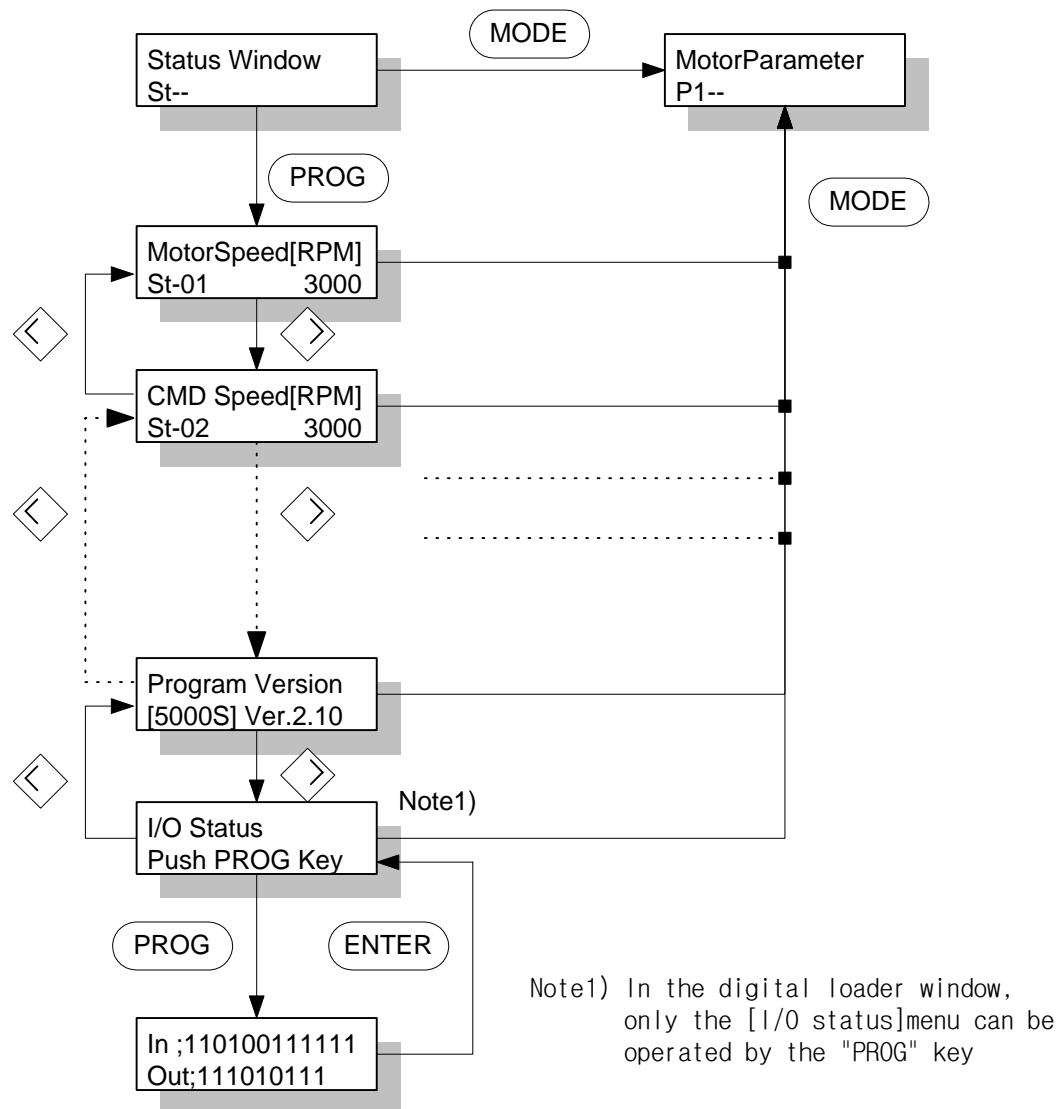 MODE
Status Window
St--
MotorParameter
P1--
PROG
MODE
MotorSpeed[RPM]
St-01 3000
CMD Speed[RPM]
St-02 3000
Program Version
[5000S] Ver.2.10
Note1)
I/O Status
Push PROG Key
PROG
ENTER
In ;110100111111
Out;111010111
Note1) In the digital loader window,
only the [I/O status]menu can be
operated by the "PROG" key